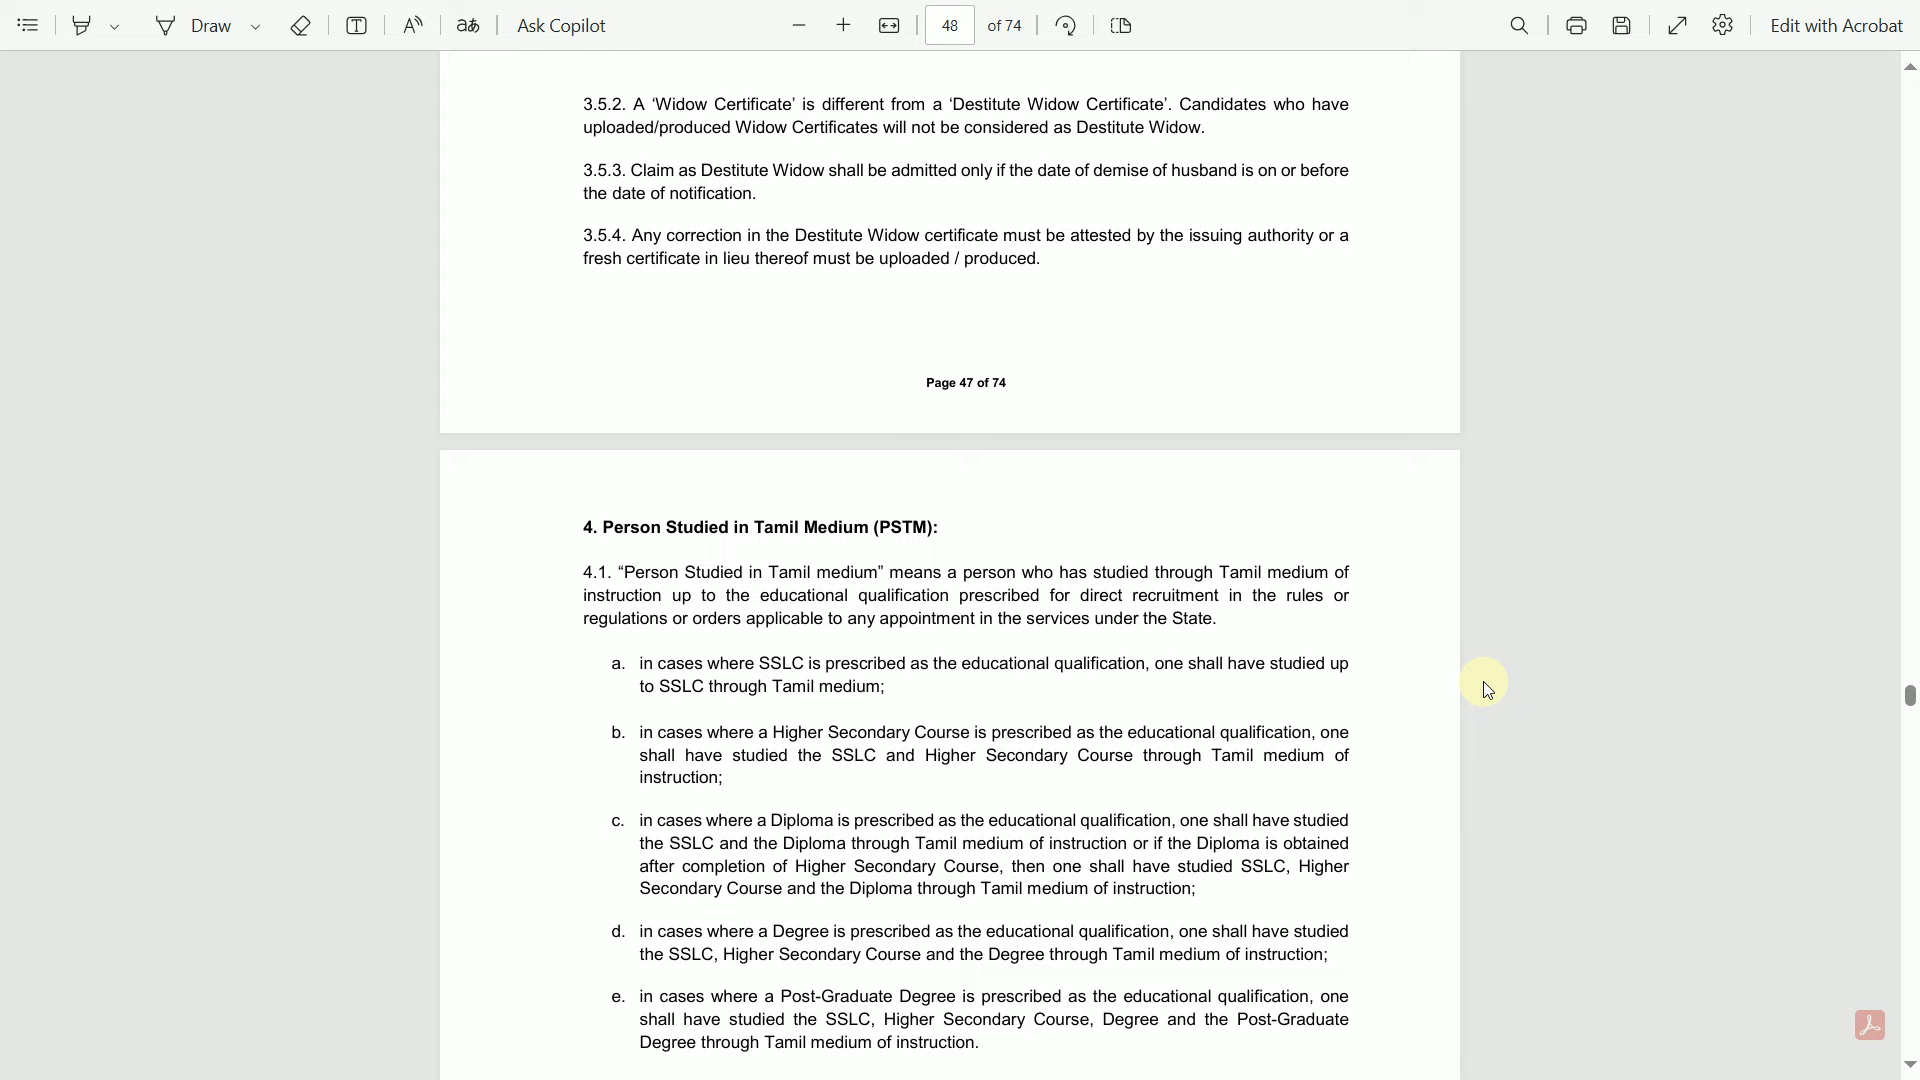 Draw
Ask Copilot
48 of 74
Edit with Acrobat
3.5.2. A ‘Widow Certificate’ is different from a ‘Destitute Widow Certificate’. Candidates who have
uploaded/produced Widow Certificates will not be considered as Destitute Widow.
3.5.3. Claim as Destitute Widow shall be admitted only if the date of demise of husband is on or before
the date of notification.
3.5.4. Any correction in the Destitute Widow certificate must be attested by the issuing authority or a
fresh certificate in lieu thereof must be uploaded / produced.
Page 47 of 74
4. Person Studied in Tamil Medium (PSTM):
4.1. “Person Studied in Tamil medium” means a person who has studied through Tamil medium of
instruction up to the educational qualification prescribed for direct recruitment in the rules or
regulations or orders applicable to any appointment in the services under the State.
a. in cases where SSLC is prescribed as the educational qualification, one shall have studied up
to SSLC through Tamil medium;
b. in cases where a Higher Secondary Course is prescribed as the educational qualification, one
shall have studied the SSLC and Higher Secondary Course through Tamil medium of
instruction;
c. in cases where a Diploma is prescribed as the educational qualification, one shall have studied
the SSLC and the Diploma through Tamil medium of instruction or if the Diploma is obtained
after completion of Higher Secondary Course, then one shall have studied SSLC, Higher
Secondary Course and the Diploma through Tamil medium of instruction;
d. in cases where a Degree is prescribed as the educational qualification, one shall have studied
the SSLC, Higher Secondary Course and the Degree through Tamil medium of instruction;
e. in cases where a Post-Graduate Degree is prescribed as the educational qualification, one
shall have studied the SSLC, Higher Secondary Course, Degree and the Post-Graduate
Degree through Tamil medium of instruction.